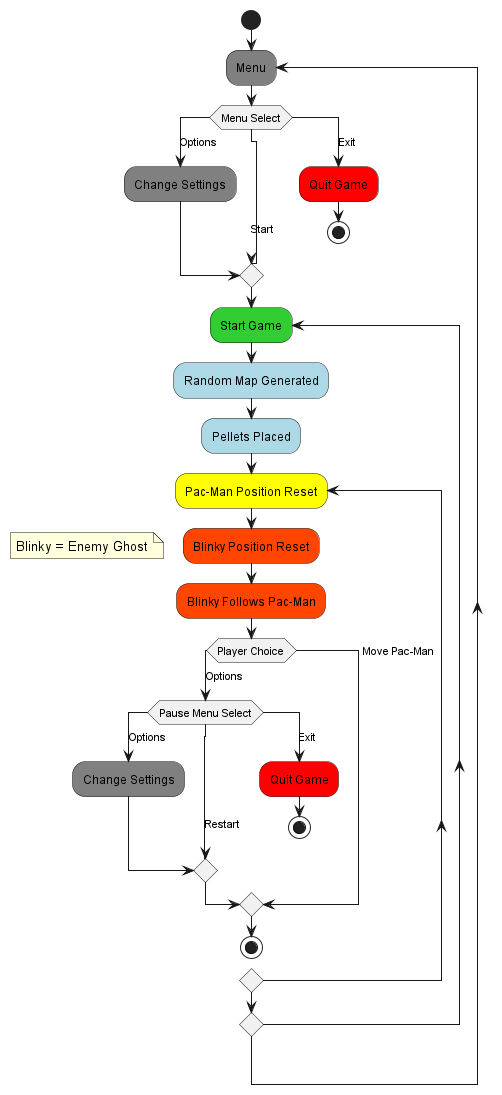 Menu
Menu Select
Options
Exit
Change Settings
Quit Game
Start
Start Game
Random Map Generated
Pellets Placed
Pac-Man Position Reset
Blinky = Enemy Ghost
Blinky Position Reset
Blinky Follows Pac-Man
Player Choice
Move Pac-Man
Options
Pause Menu Select
Options
Exit
Change Settings
Quit Game
Restart